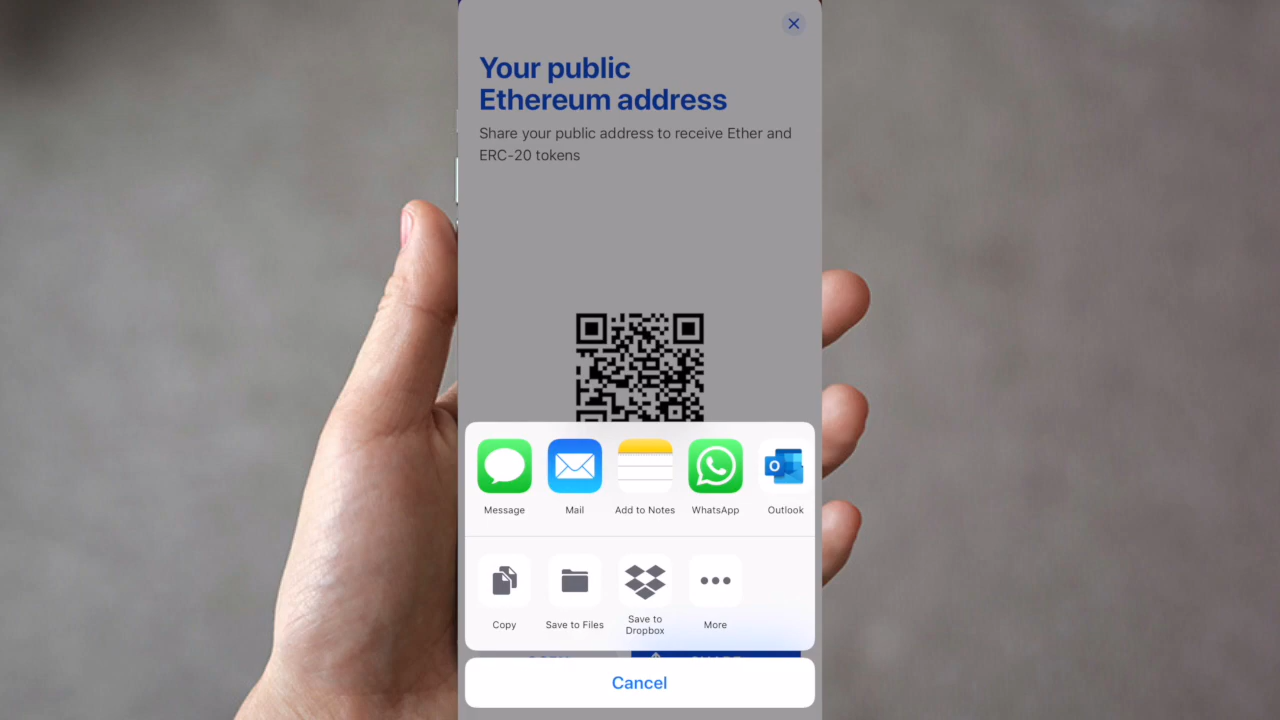 Your public
Ethereum address
Share your public address to receive Ether and
ERC-20 tokens
Message
Mail
Add to Notes
WhatsApp
Outlook
Copy
Save to Files
Save to
Dropbox
More
Cancel